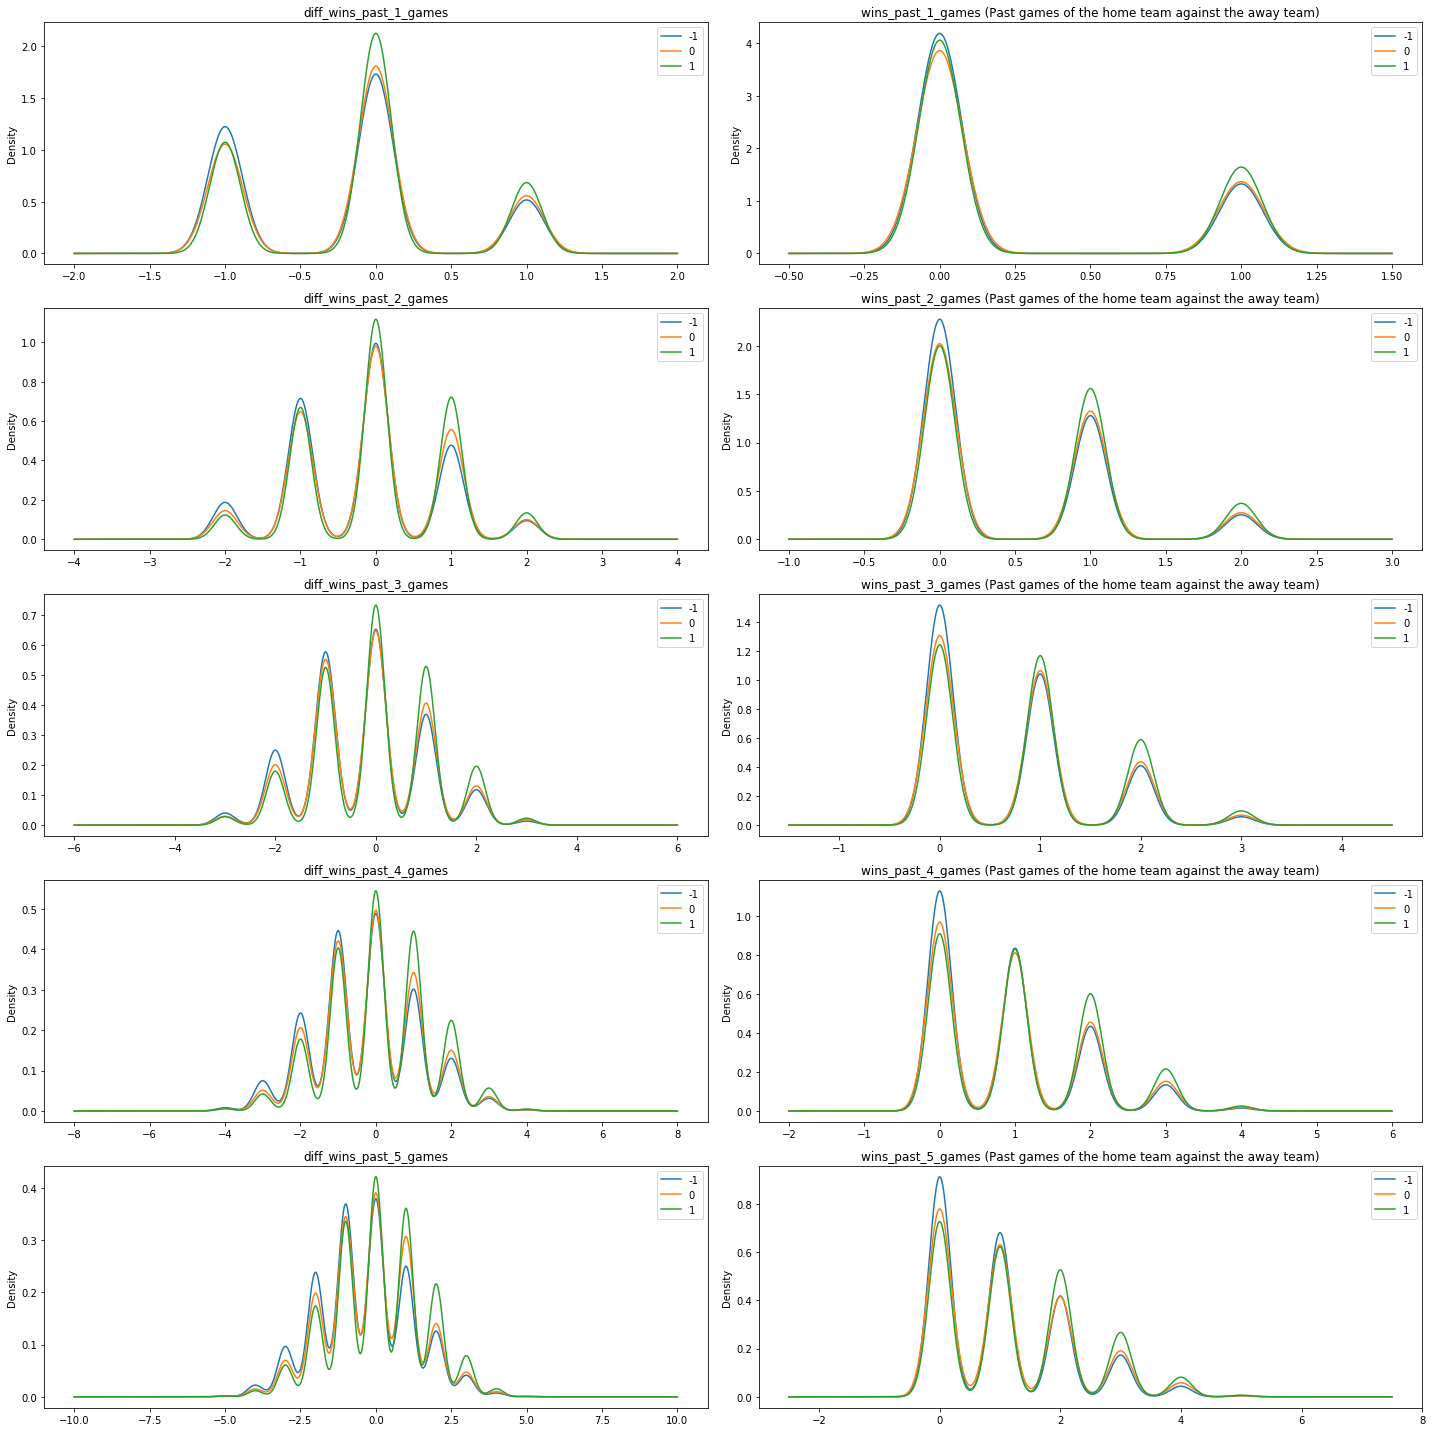 diff_wins_past_1_games
Density
2.0
1.5
1.0
0.5
0.0
−2.0 −1.5 −1.0 −0.5 0.0 0.5 1.0 1.5 2.0
-1
0
1
wins_past_1_games (Past games of the home team against the away team)
Density
4
3
2
1
0
−0.50 −0.25 0.00 0.25 0.50 0.75 1.00 1.25 1.50
-1
0
1
diff_wins_past_2_games
Density
1.0
0.8
0.6
0.4
0.2
0.0
−4 −3 −2 −1 0 1 2 3 4
-1
0
1
wins_past_2_games (Past games of the home team against the away team)
Density
2.0
1.5
1.0
0.5
0.0
−1.0 −0.5 0.0 0.5 1.0 1.5 2.0 2.5 3.0
-1
0
1
diff_wins_past_3_games
Density
0.7
0.6
0.5
0.4
0.3
0.2
0.1
0.0
−6 −4 −2 0 2 4 6
-1
0
1
wins_past_3_games (Past games of the home team against the away team)
Density
1.4
1.2
1.0
0.8
0.6
0.4
0.2
0.0
−1 0 1 2 3 4
-1
0
1
diff_wins_past_4_games
Density
0.5
0.4
0.3
0.2
0.1
0.0
−8 −6 −4 −2 0 2 4 6 8
-1
0
1
wins_past_4_games (Past games of the home team against the away team)
Density
1.0
0.8
0.6
0.4
0.2
0.0
−2 −1 0 1 2 3 4 5 6
-1
0
1
diff_wins_past_5_games
Density
0.4
0.3
0.2
0.1
0.0
−10.0 −7.5 −5.0 −2.5 0.0 2.5 5.0 7.5 10.0
-1
0
1
wins_past_5_games (Past games of the home team against the away team)
Density
0.8
0.6
0.4
0.2
0.0
−2 0 2 4 6 8
-1
0
1